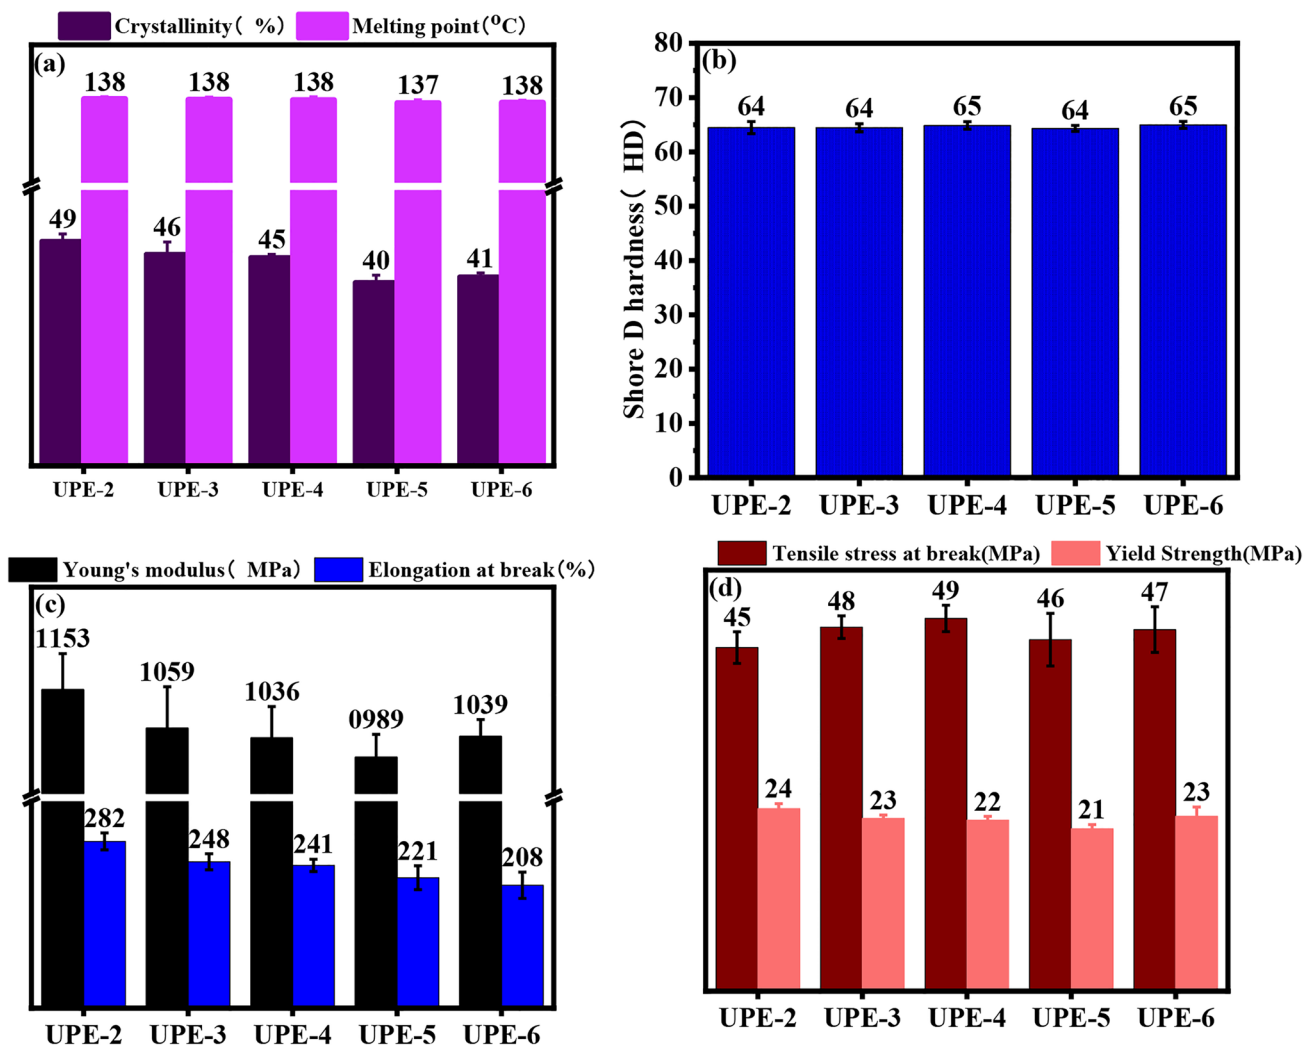 Crystallinity( %) Melting point(⁰C)
(a)
138 138 138 137 138
49 46 45 40 41
UPE-2 UPE-3 UPE-4 UPE-5 UPE-6
(b)
Shore D hardness( HD)
80
70
60
50
40
30
20
10
0
64 64 65 64 65
UPE-2 UPE-3 UPE-4 UPE-5 UPE-6
Young's modulus( MPa) Elongation at break(%)
(c)
1153 1059 1036 0989 1039
282 248 241 221 208
UPE-2 UPE-3 UPE-4 UPE-5 UPE-6
Tensile stress at break(MPa) Yield Strength(MPa)
(d)
45 48 49 46 47
24 23 22 21 23
UPE-2 UPE-3 UPE-4 UPE-5 UPE-6